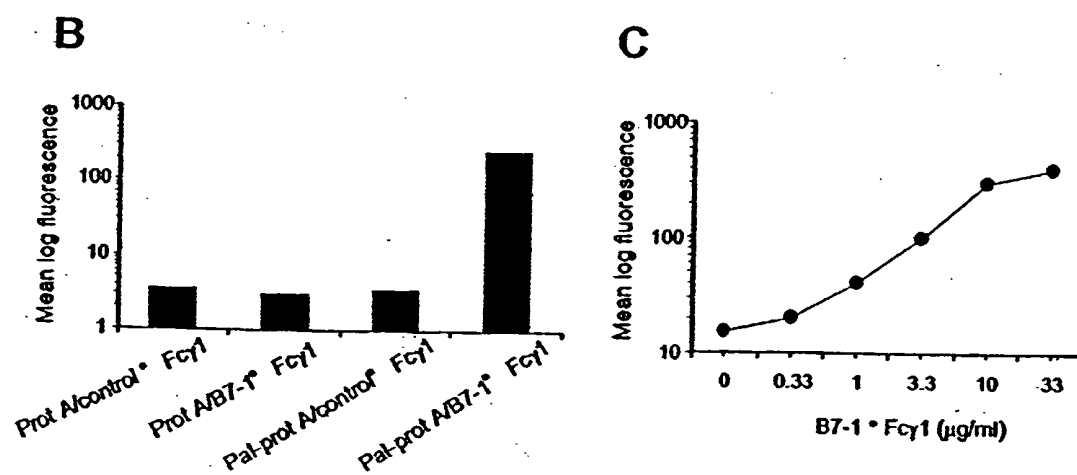 B
Mean log fluorescence
1000
100
10
1
Prot A/control • Fcγ1
Prot A/B7-1• Fcγ1
Pal-prot A/control• Fcγ1
Pal-prot A/B7-1• Fcγ1
C
Mean log fluorescence
1000
100
10
0 0.33 1 3.3 10 33
B7-1 • Fcγ1 (μg/ml)